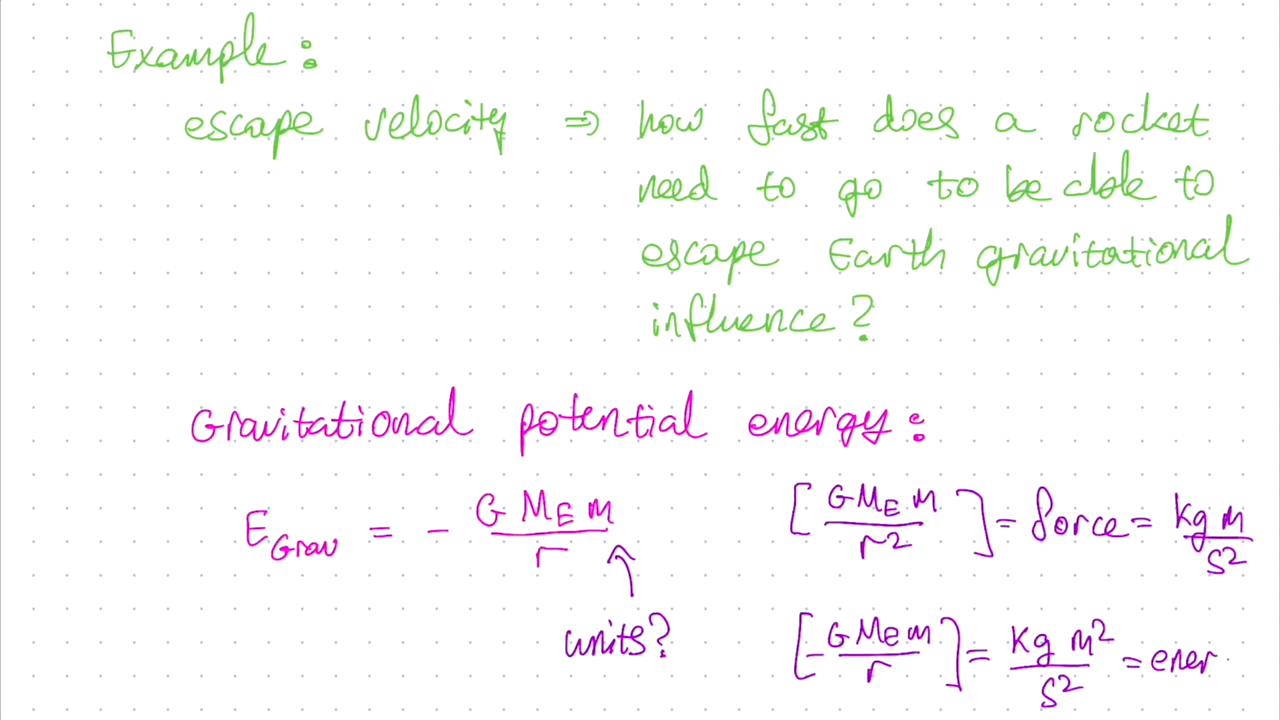 Example:
escape velocity ⇒ how fast does a rocket
need to go to be able to
escape Earth gravitational
influence?
Gravitational potential energy:
E_Grav = - G M_E m / r
[G M_E m / r²] = force = kg m / s²
units?
[- G M_E m / r] = kg m² / s² = ener